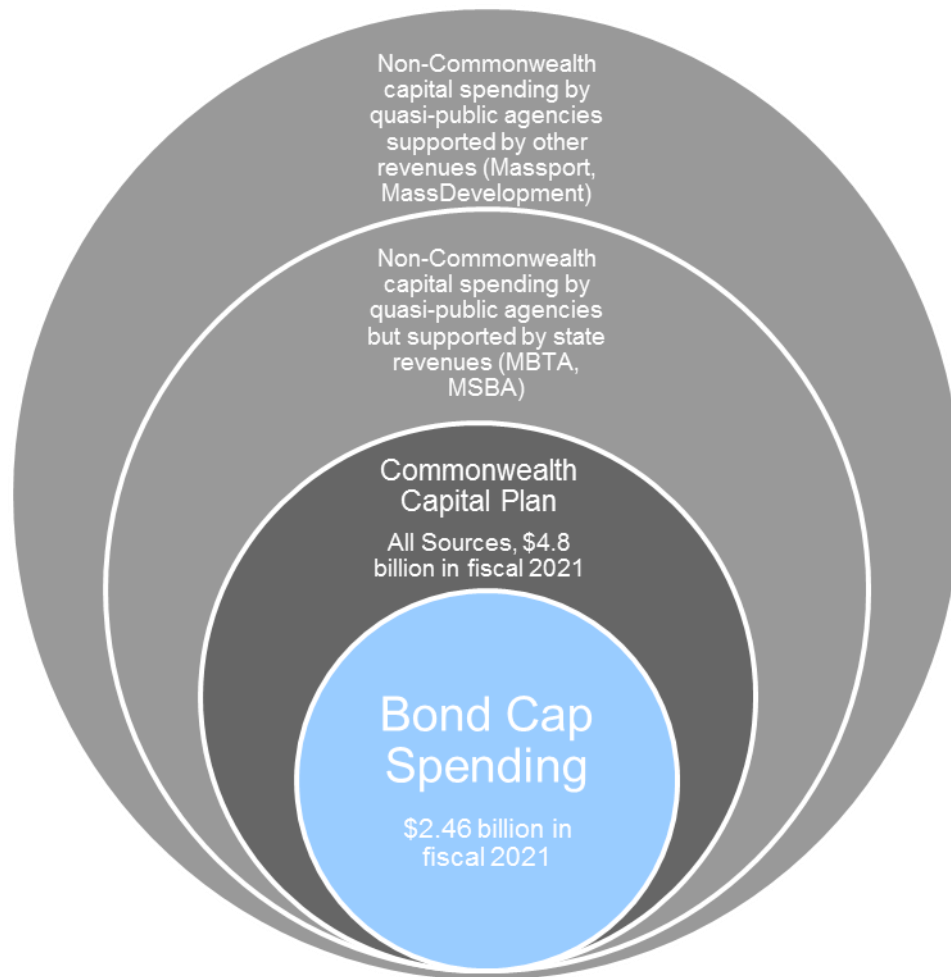 Non-Commonwealth
capital spending by
quasi-public agencies
supported by other
revenues (Massport,
MassDevelopment)
Non-Commonwealth
capital spending by
quasi-public agencies
but supported by state
revenues (MBTA,
MSBA)
Commonwealth
Capital Plan
All Sources, $4.8
billion in fiscal 2021
Bond Cap
Spending
$2.46 billion in
fiscal 2021